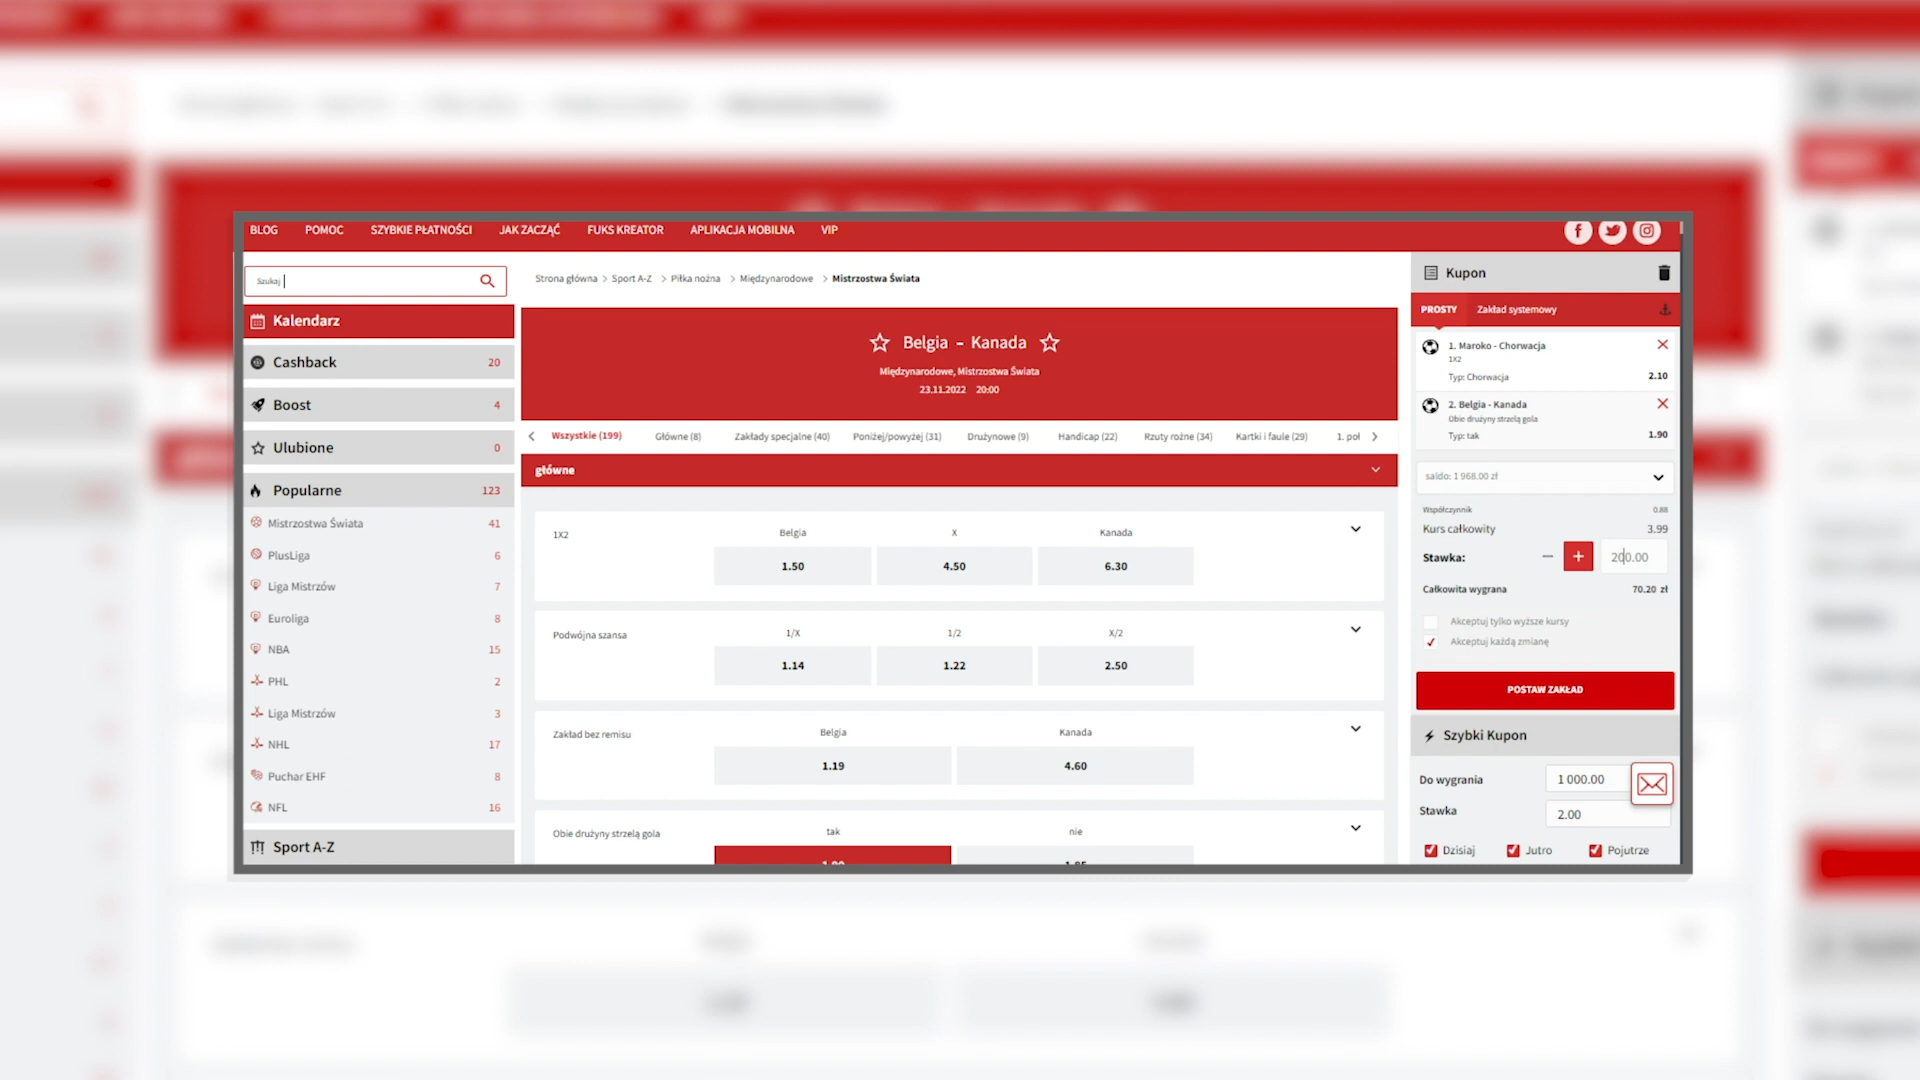 BLOG POMOC SZYBKIE PŁATNOŚCI JAK ZACZĄĆ FUKS KREATOR APLIKACJA MOBILNA VIP
Szukaj
Kalendarz
Cashback 20
Boost 4
Ulubione 0
Popularne 123
Mistrzostwa Świata 41
PlusLiga 6
Liga Mistrzów 7
Euroliga 8
NBA 15
PHL 2
Liga Mistrzów 3
NHL 17
Puchar EHF 8
NFL 16
Sport A-Z
Strona główna > Sport A-Z > Piłka nożna > Międzynarodowe > Mistrzostwa Świata
Belgia - Kanada
Międzynarodowe, Mistrzostwa Świata
23.11.2022 20:00
Wszystkie (199) Główne (8) Zakłady specjalne (40) Poniżej/powyżej (31) Drużynowe (9) Handicap (22) Rzuty rożne (34) Kartki i faule (29) 1. poł
główne
1X2 Belgia X Kanada
1.50 4.50 6.30
Podwójna szansa 1/X 1/2 X/2
1.14 1.22 2.50
Zakład bez remisu Belgia Kanada
1.19 4.60
Obie drużyny strzelą gola tak nie
1.90 1.85
Kupon
PROSTY Zakład systemowy
1. Maroko - Chorwacja
1X2
Typ: Chorwacja 2.10
2. Belgia - Kanada
Obie drużyny strzelą gola
Typ: tak 1.90
saldo: 1 968.00 zł
Współczynnik 0.88
Kurs całkowity 3.99
Stawka: 200.00
Całkowita wygrana 70.20 zł
Akceptuj tylko wyższe kursy
Akceptuj każdą zmianę
POSTAW ZAKŁAD
Szybki Kupon
Do wygrania 1 000.00
Stawka 2.00
Dzisiaj Jutro Pojutrze